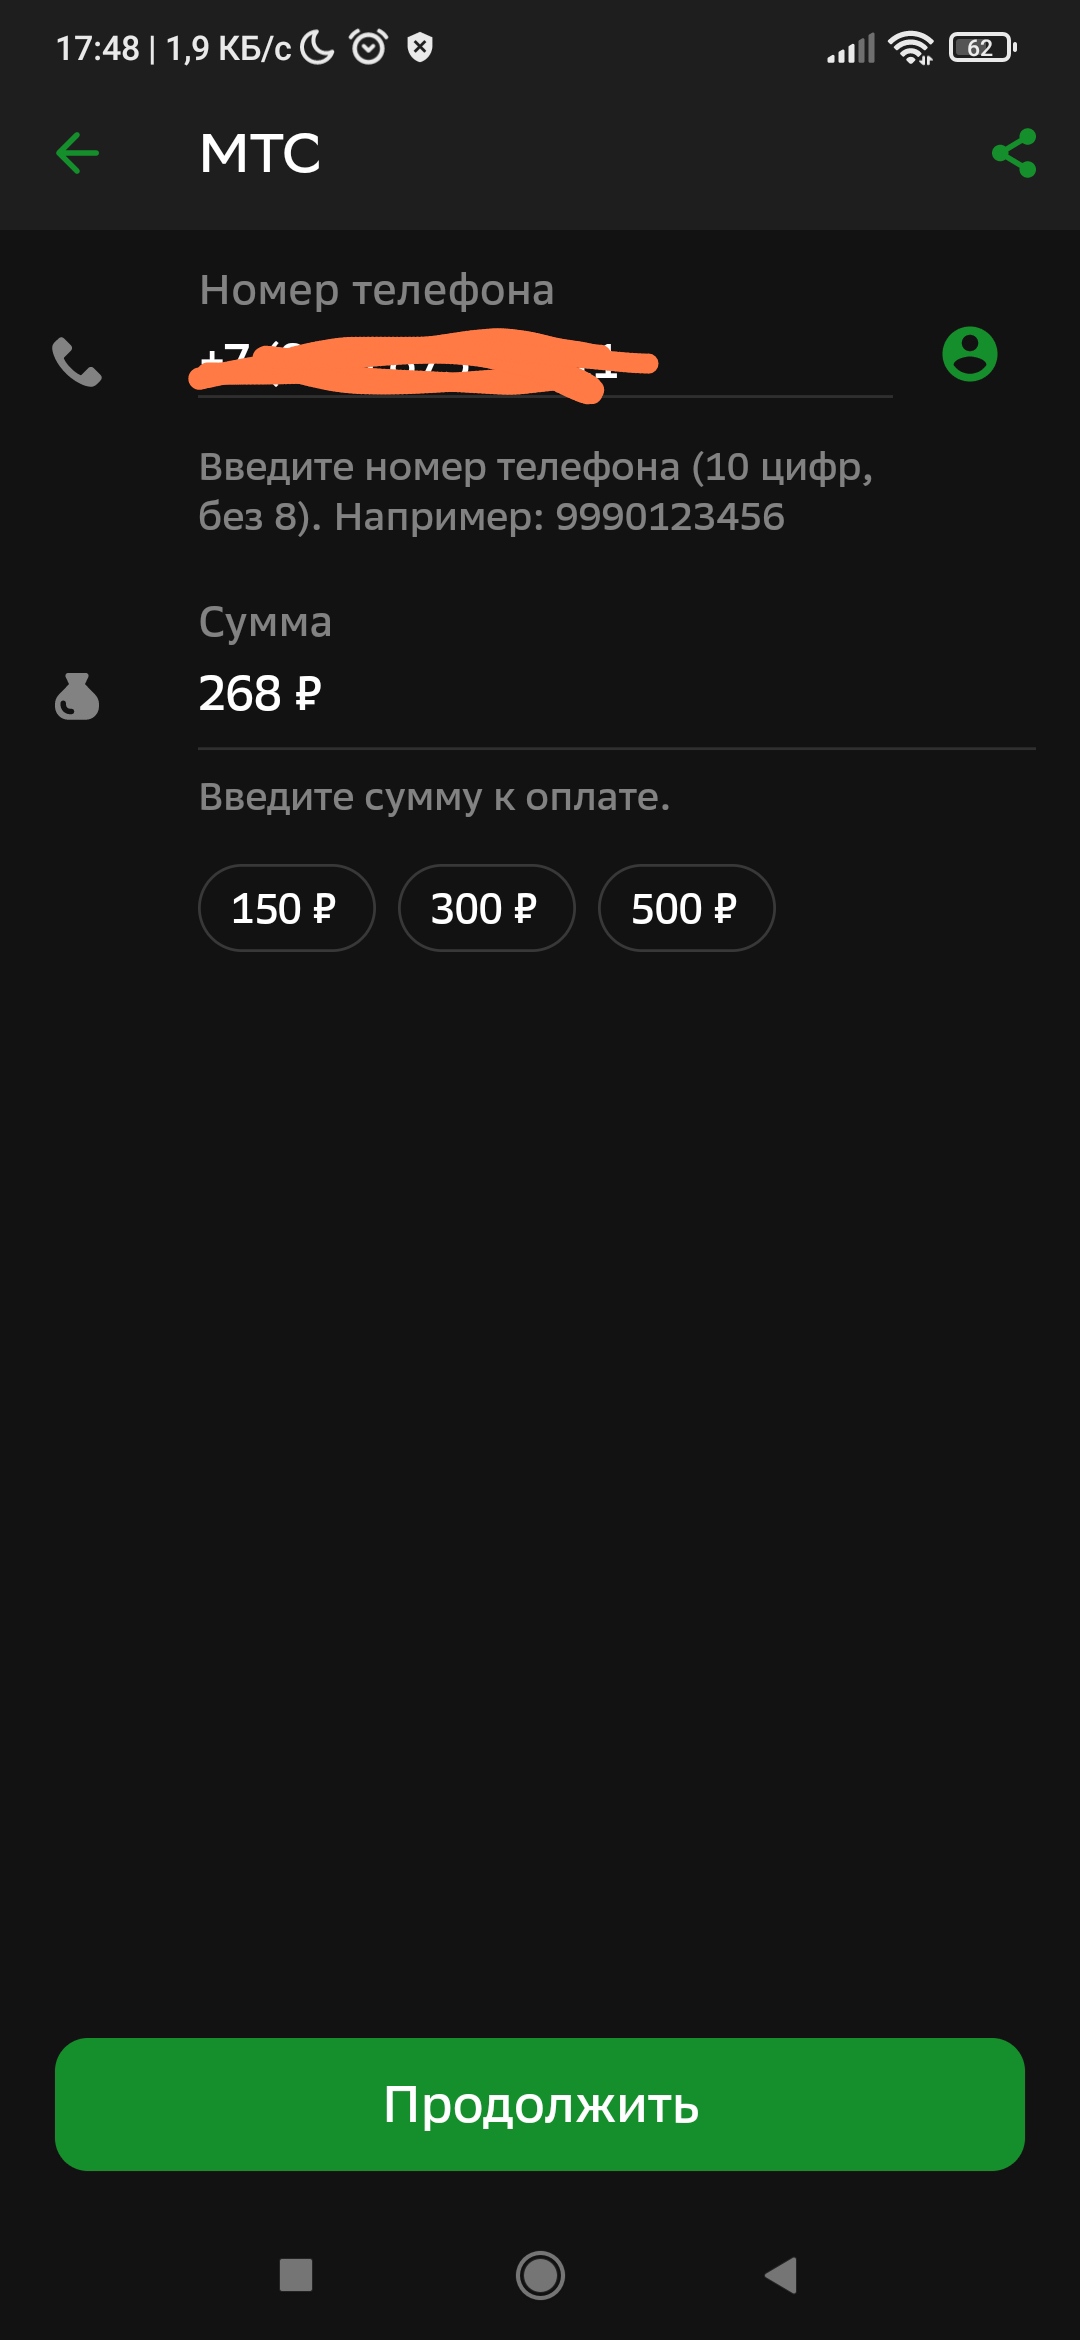 17:48 | 1,9 КБ/с
62
МТС
Номер телефона
+7
Введите номер телефона (10 цифр,
без 8). Например: 9990123456
Сумма
268 ₽
Введите сумму к оплате.
150 ₽ 300 ₽ 500 ₽
Продолжить